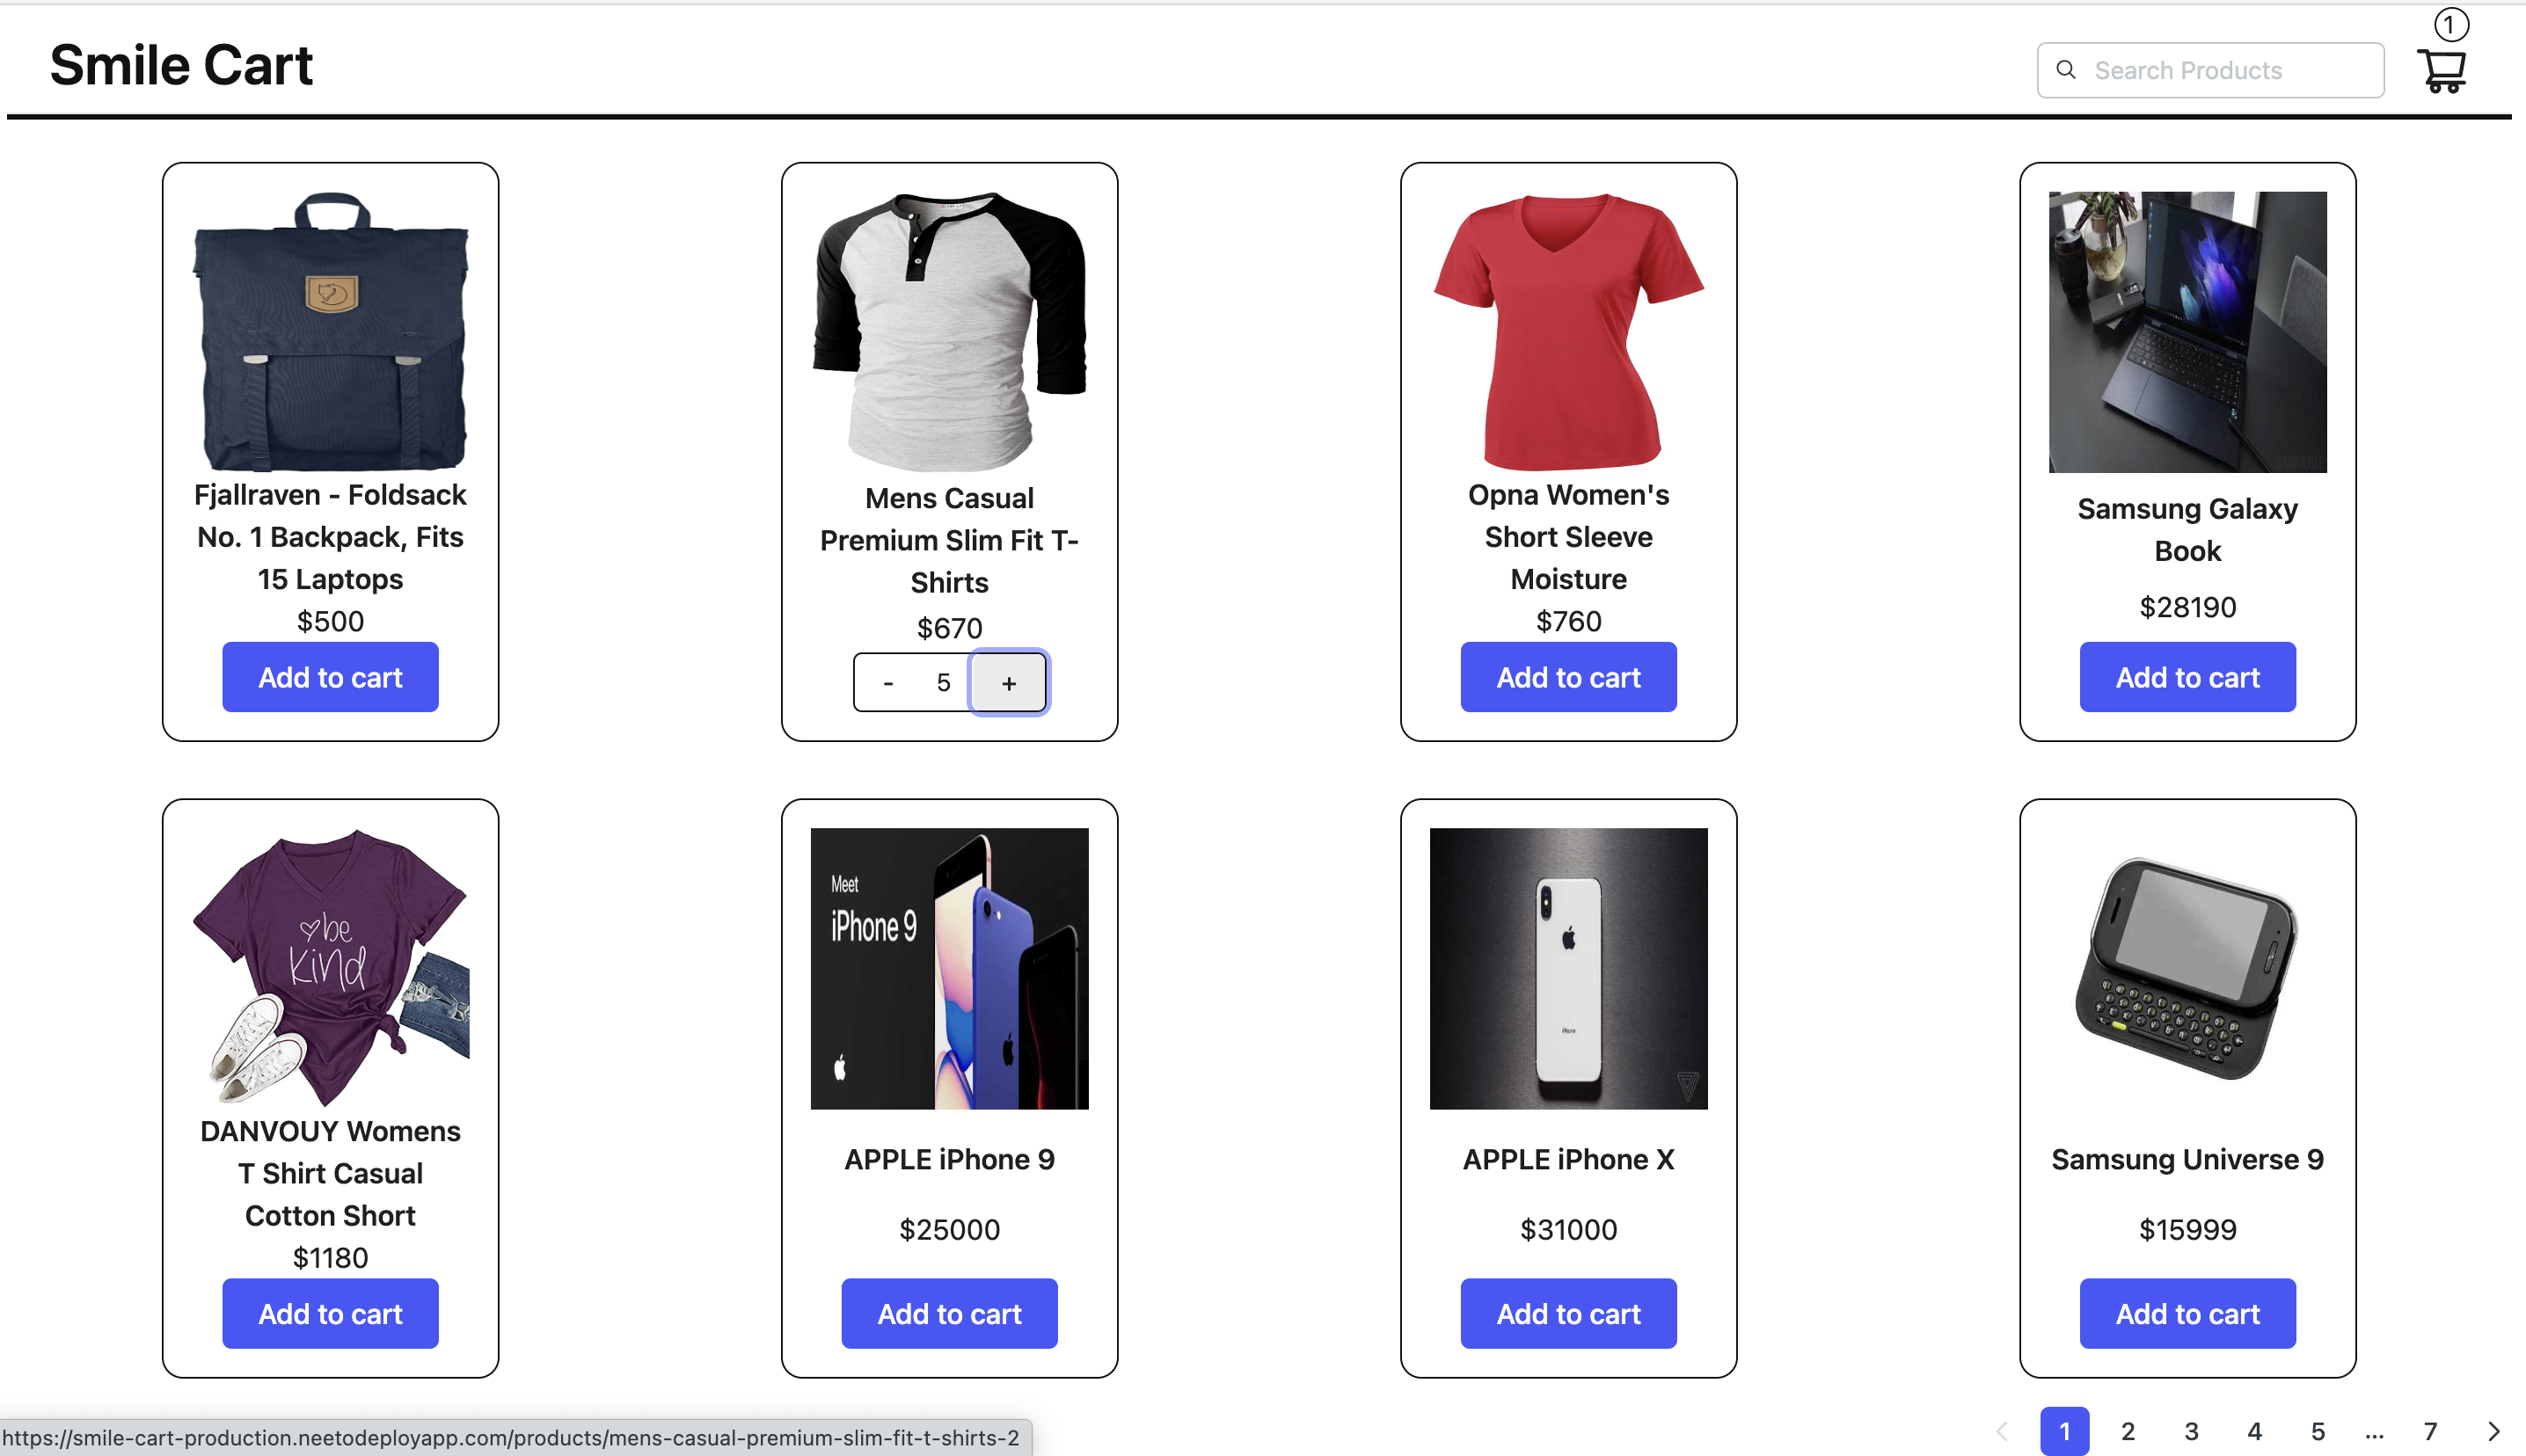 Smile Cart
Search Products
1
Fjallraven - Foldsack
No. 1 Backpack, Fits
15 Laptops
$500
Add to cart
Mens Casual
Premium Slim Fit T-
Shirts
$670
- 5 +
Opna Women's
Short Sleeve
Moisture
$760
Add to cart
Samsung Galaxy
Book
$28190
Add to cart
be
kind
DANVOUY Womens
T Shirt Casual
Cotton Short
$1180
Add to cart
Meet
iPhone 9
APPLE iPhone 9
$25000
Add to cart
iPhone
APPLE iPhone X
$31000
Add to cart
Samsung Universe 9
$15999
Add to cart
1 2 3 4 5 ... 7
https://smile-cart-production.neetodeployapp.com/products/mens-casual-premium-slim-fit-t-shirts-2